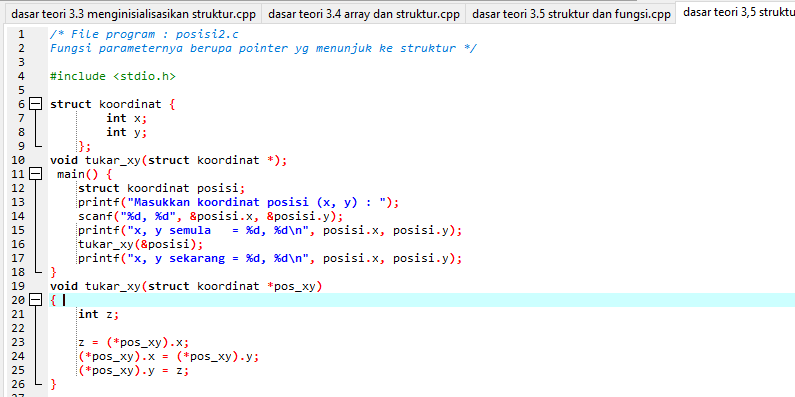 dasar teori 3.3 menginisialisasikan struktur.cpp dasar teori 3.4 array dan struktur.cpp dasar teori 3.5 struktur dan fungsi.cpp dasar teori 3,5 struktu
1 /* File program : posisi2.c
2 Fungsi parameternya berupa pointer yg menunjuk ke struktur */
3
4 #include <stdio.h>
5
6 struct koordinat {
7 int x;
8 int y;
9 };
10 void tukar_xy(struct koordinat *);
11 main() {
12 struct koordinat posisi;
13 printf("Masukkan koordinat posisi (x, y) : ");
14 scanf("%d, %d", &posisi.x, &posisi.y);
15 printf("x, y semula   = %d, %d\n", posisi.x, posisi.y);
16 tukar_xy(&posisi);
17 printf("x, y sekarang = %d, %d\n", posisi.x, posisi.y);
18 }
19 void tukar_xy(struct koordinat *pos_xy)
20 {
21 int z;
22
23 z = (*pos_xy).x;
24 (*pos_xy).x = (*pos_xy).y;
25 (*pos_xy).y = z;
26 }